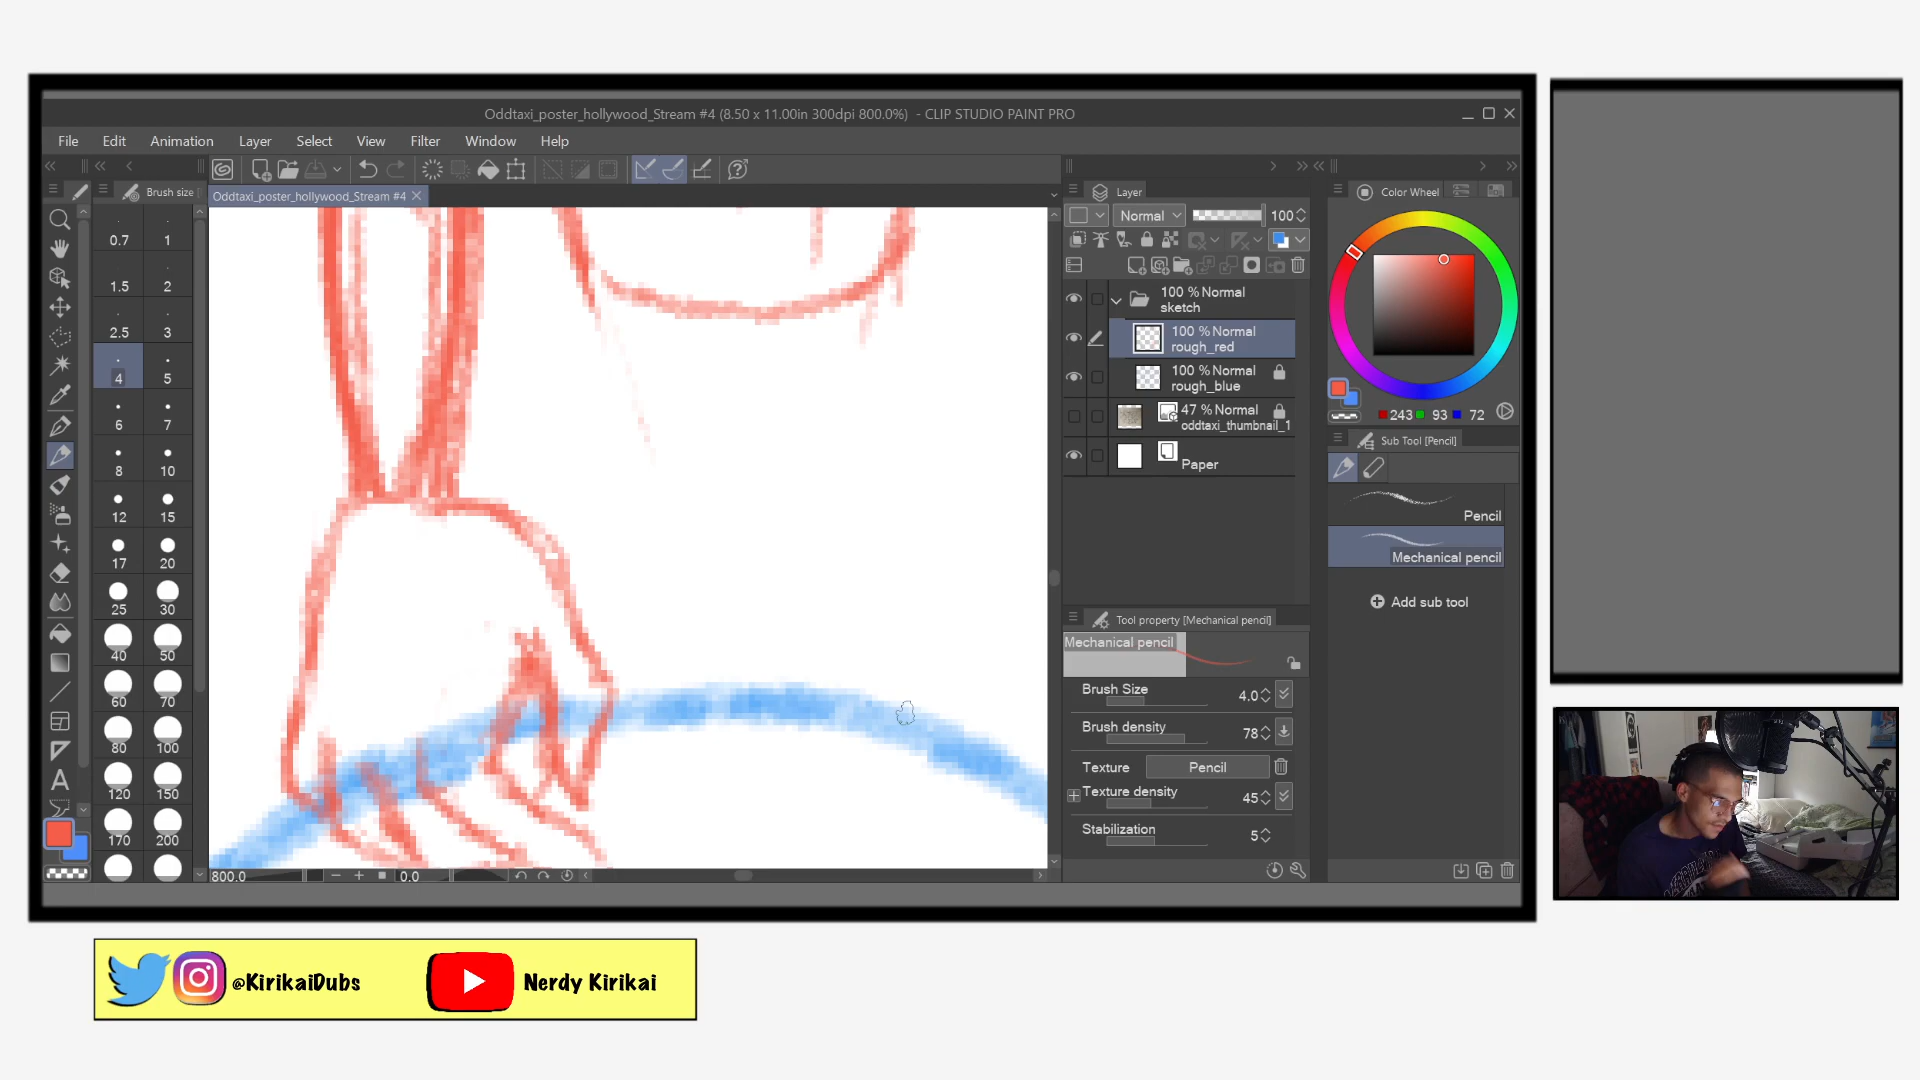 Oddtaxi_poster_hollywood_Stream #4 (8.50 x 11.00in 300dpi 800.0%) - CLIP STUDIO PAINT PRO
File Edit Animation Layer Select View Filter Window Help
Brush size
Oddtaxi_poster_hollywood_Stream #4
0.7 1
1.5 2
2.5 3
4 5
6 7
8 10
12 15
17 20
25 30
40 50
60 70
80 100
120 150
170 200
800.0 0.0
Layer
Normal 100
100 % Normal
sketch
100 % Normal
rough_red
100 % Normal
rough_blue
47 % Normal
oddtaxi_thumbnail_1
Paper
Tool property [Mechanical pencil]
Mechanical pencil
Brush Size 4.0
Brush density 78
Texture Pencil
Texture density 45
Stabilization 5
Color Wheel
243 93 72
Sub Tool [Pencil]
Pencil
Mechanical pencil
Add sub tool
@KirikaiDubs
Nerdy Kirikai